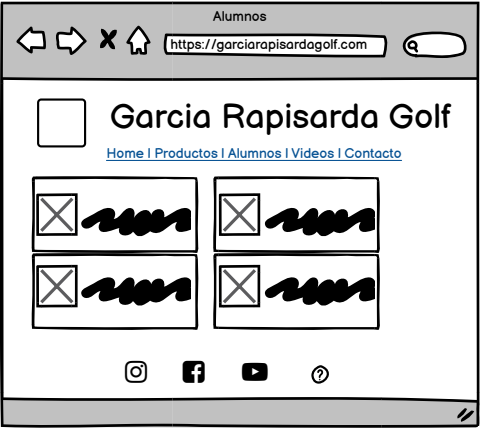 Alumnos
https://garciarapisardagolf.com
Garcia Rapisarda Golf
Home | Productos | Alumnos | Videos | Contacto